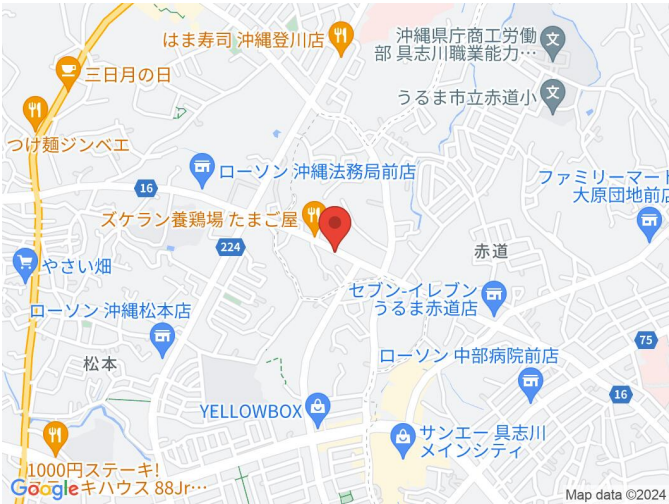 はま寿司 沖縄登川店
沖縄県庁商工労働
部 具志川職業能力…
三日月の日
うるま市立赤道小
つけ麺ジンベエ
ローソン 沖縄法務局前店
ファミリーマート
大原団地前店
16
ズケラン養鶏場 たまご屋
224
赤道
やさい畑
セブン-イレブン
うるま赤道店
ローソン 沖縄松本店
75
松本
ローソン 中部病院前店
16
YELLOWBOX
サンエー 具志川
メインシティ
1000円ステーキ!
ステーキハウス 88Jr…
Google
Map data ©2024